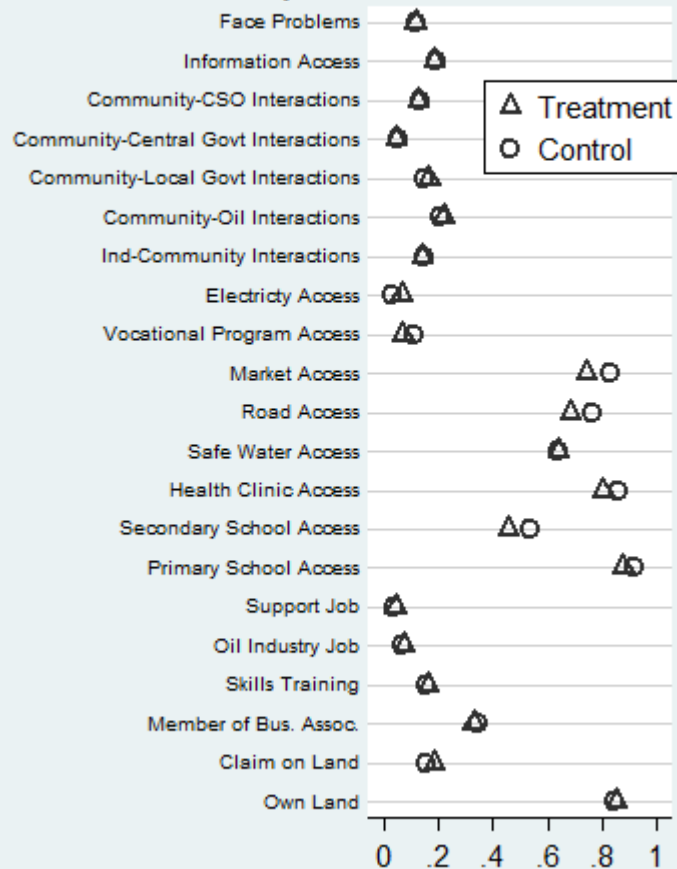 Face Problems
Information Access
Community-CSO Interactions
Community-Central Govt Interactions
Community-Local Govt Interactions
Community-Oil Interactions
Ind-Community Interactions
Electricty Access
Vocational Program Access
Market Access
Road Access
Safe Water Access
Health Clinic Access
Secondary School Access
Primary School Access
Support Job
Oil Industry Job
Skills Training
Member of Bus. Assoc.
Claim on Land
Own Land
Treatment
Control
0 .2 .4 .6 .8 1